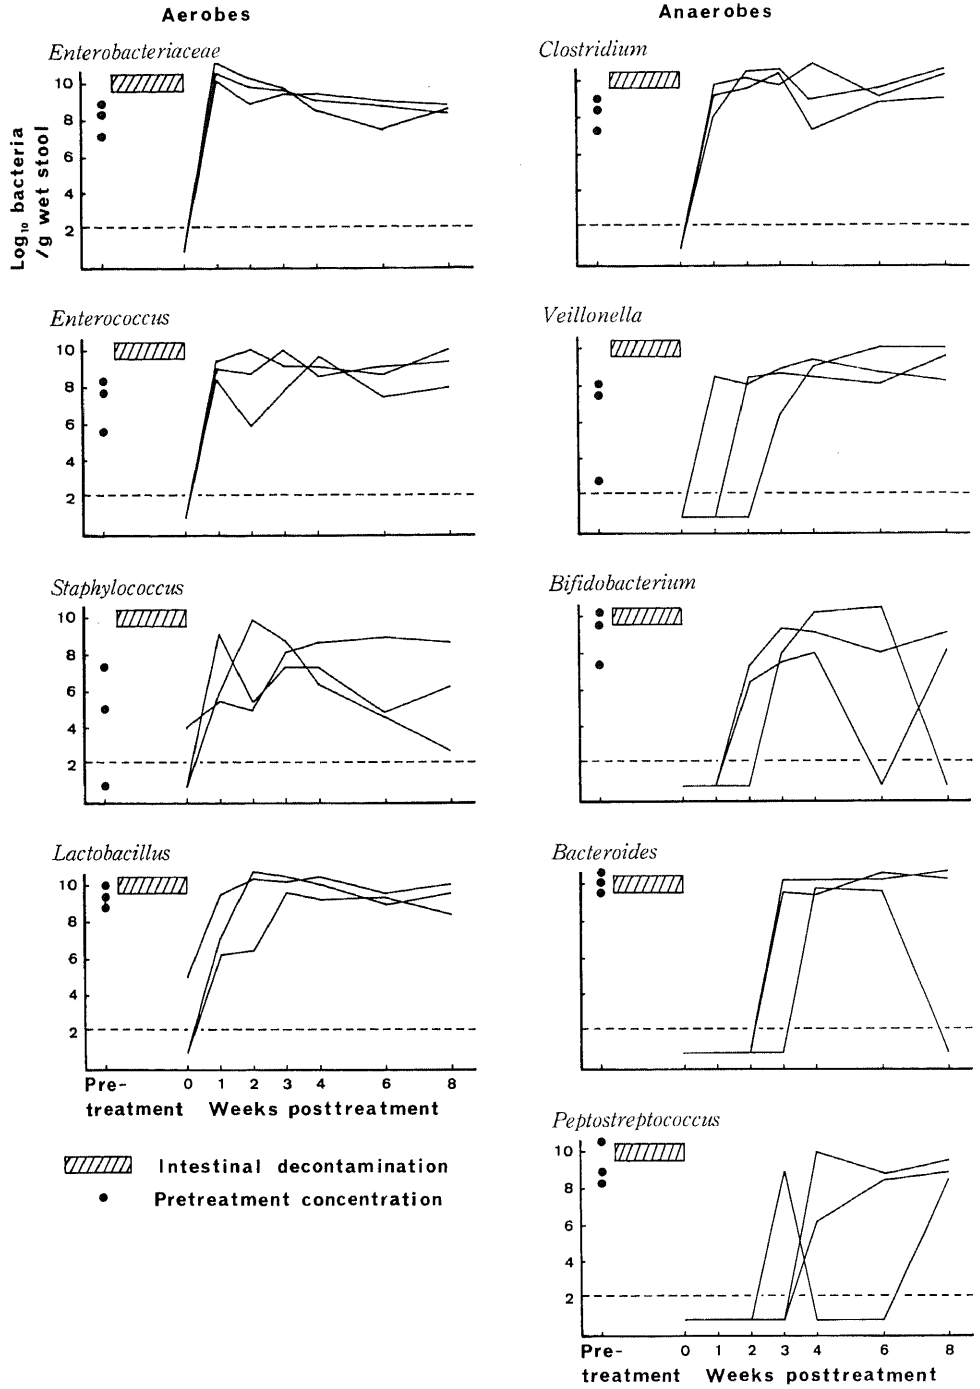 Aerobes
Enterobacteriaceae
10
8
6
4
2
Log₁₀ bacteria
/g wet stool
Enterococcus
10
8
6
4
2
Staphylococcus
10
8
6
4
2
Lactobacillus
10
8
6
4
2
Pre-
treatment
0 1 2 3 4 6 8
Weeks posttreatment
Intestinal decontamination
Pretreatment concentration
Anaerobes
Clostridium
Veillonella
Bifidobacterium
Bacteroides
Peptostreptococcus
10
8
6
4
2
Pre-
treatment
0 1 2 3 4 6 8
Weeks posttreatment